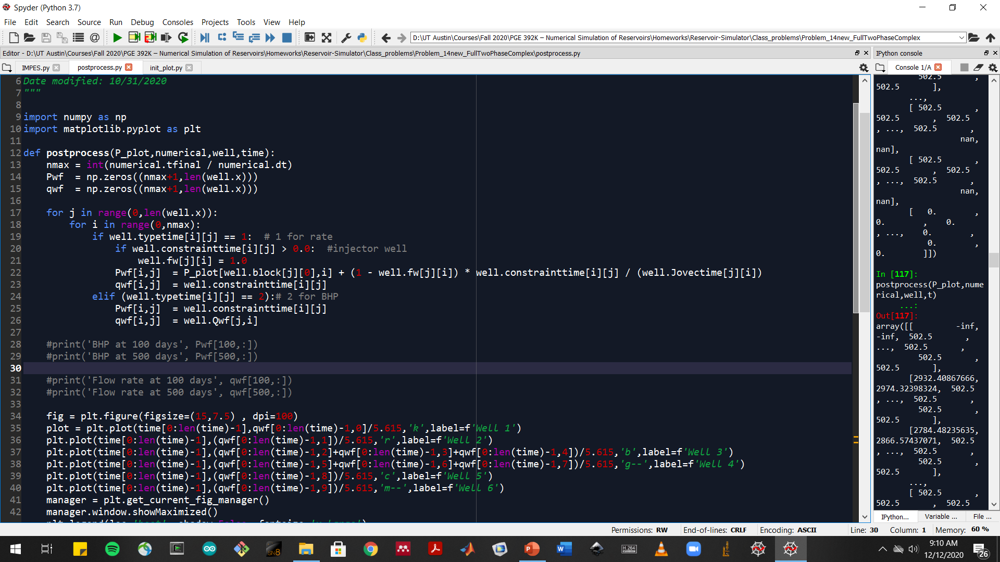 Spyder (Python 3.7)
File Edit Search Source Run Debug Consoles Projects Tools View Help
D:\UT Austin\Courses\Fall 2020\PGE 392K – Numerical Simulation of Reservoirs\Homeworks\Reservoir-Simulator\Class_problems\Problem_14new_FullTwoPhaseComplex
Editor - D:\UT Austin\Courses\Fall 2020\PGE 392K – Numerical Simulation of Reservoirs\Homeworks\Reservoir-Simulator\Class_problems\Problem_14new_FullTwoPhaseComplex\postprocess.py
IMPES.py postprocess.py init_plot.py
6 Date modified: 10/31/2020
7 """
8
9 import numpy as np
10 import matplotlib.pyplot as plt
11
12 def postprocess(P_plot,numerical,well,time):
13     nmax = int(numerical.tfinal / numerical.dt)
14     Pwf  = np.zeros((nmax+1,len(well.x)))
15     qwf  = np.zeros((nmax+1,len(well.x)))
16
17     for j in range(0,len(well.x)):
18         for i in range(0,nmax):
19             if well.typetime[i][j] == 1:  # 1 for rate
20                 if well.constrainttime[i][j] > 0.0:  #injector well
21                     well.fw[j][i] = 1.0
22                 Pwf[i,j]  = P_plot[well.block[j][0],i] + (1 - well.fw[j][i]) * well.constrainttime[i][j] / (well.Jovectime[j][i])
23                 qwf[i,j]  = well.constrainttime[i][j]
24             elif (well.typetime[i][j] == 2):# 2 for BHP
25                 Pwf[i,j]  = well.constrainttime[i][j]
26                 qwf[i,j]  = well.Qwf[j,i]
27
28     #print('BHP at 100 days', Pwf[100,:])
29     #print('BHP at 500 days', Pwf[500,:])
30
31     #print('Flow rate at 100 days', qwf[100,:])
32     #print('Flow rate at 500 days', qwf[500,:])
33
34     fig = plt.figure(figsize=(15,7.5) , dpi=100)
35     plot = plt.plot(time[0:len(time)-1],qwf[0:len(time)-1,0]/5.615,'k',label=f'Well 1')
36     plt.plot(time[0:len(time)-1],(qwf[0:len(time)-1,1])/5.615,'r',label=f'Well 2')
37     plt.plot(time[0:len(time)-1],(qwf[0:len(time)-1,2]+qwf[0:len(time)-1,3]+qwf[0:len(time)-1,4])/5.615,'b',label=f'Well 3')
38     plt.plot(time[0:len(time)-1],(qwf[0:len(time)-1,5]+qwf[0:len(time)-1,6]+qwf[0:len(time)-1,7])/5.615,'g--',label=f'Well 4')
39     plt.plot(time[0:len(time)-1],(qwf[0:len(time)-1,8])/5.615,'c',label=f'Well 5')
40     plt.plot(time[0:len(time)-1],(qwf[0:len(time)-1,9])/5.615,'m--',label=f'Well 6')
41     manager = plt.get_current_fig_manager()
42     manager.window.showMaximized()
IPython console
Console 1/A
502.5 ,
502.5 ],
...,
[ 502.5 ,
502.5 , 502.5
, ..., 502.5 ,
nan,
nan],
[ 502.5 ,
502.5 , 502.5
, ..., 502.5 ,
nan,
nan],
[ 0. ,
0. , 0.
, ..., 0. ,
0. ,
0. ]])
In [117]:
postprocess(P_plot,nume
rical,well,t)
...:
Out[117]:
array([[ -inf,
-inf, 502.5 ,
..., 502.5 ,
502.5 ,
502.5 ],
[2932.40867666,
2974.32398324, 502.5
, ..., 502.5 ,
502.5 ,
502.5 ],
[2784.48235635,
2866.57437071, 502.5
, ..., 502.5 ,
502.5 ,
502.5 ],
...,
[ 502.5 ,
502.5 , 502.5
IPython... Variable ... File ...
Permissions: RW End-of-lines: CRLF Encoding: ASCII Line: 30 Column: 1 Memory: 60 %
SN8
H.264
9:10 AM
12/12/2020
26